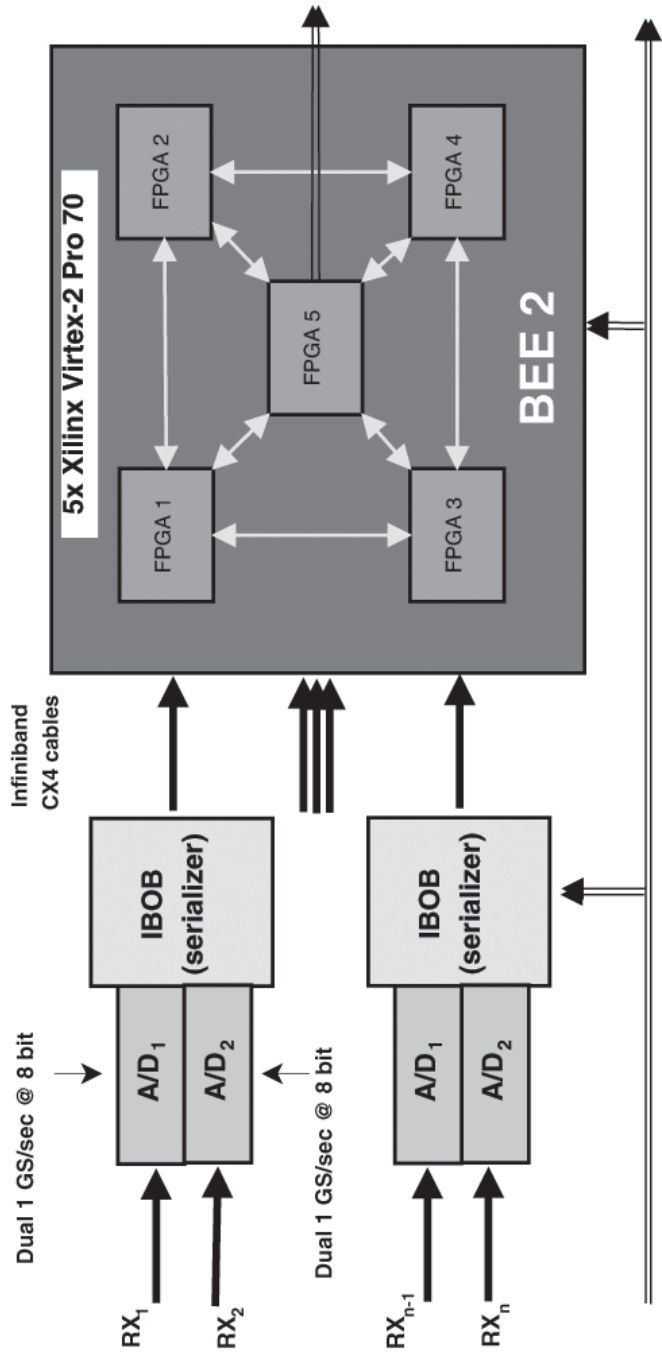 5x Xilinx Virtex-2 Pro 70
FPGA 1
FPGA 2
FPGA 5
FPGA 3
FPGA 4
BEE 2
Infiniband
CX4 cables
Dual 1 GS/sec @ 8 bit
RX1
RX2
A/D1
A/D2
IBOB
(serializer)
Dual 1 GS/sec @ 8 bit
RXn-1
RXn
A/D1
A/D2
IBOB
(serializer)